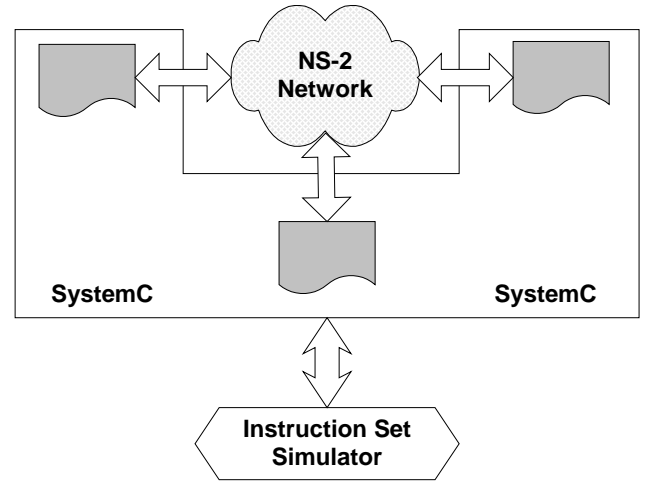 NS-2
Network
SystemC
SystemC
Instruction Set
Simulator